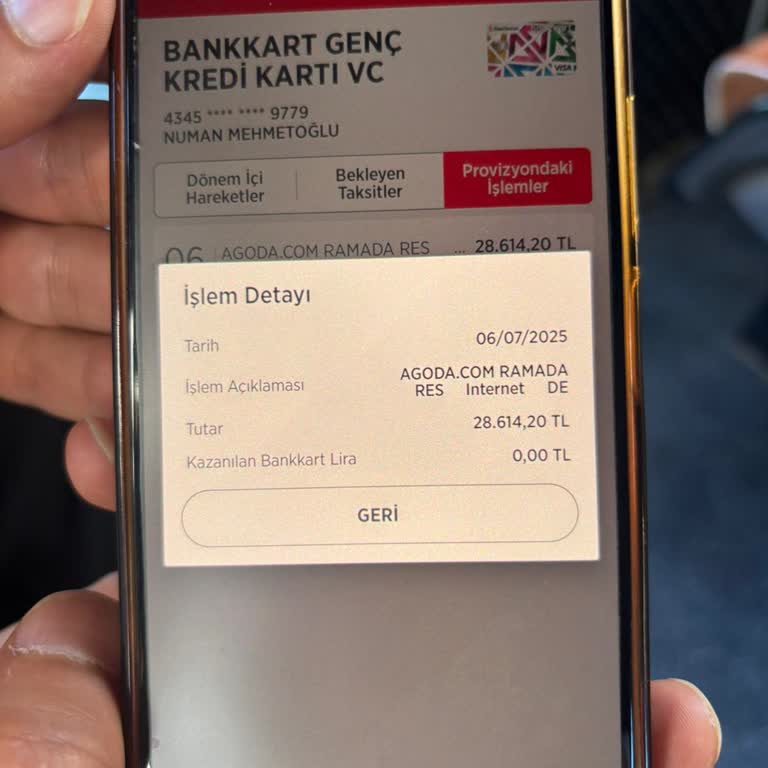 BANKKART GENÇ
KREDİ KARTI VC
VISA
4345 **** **** 9779
NUMAN MEHMETOĞLU
Dönem İçi
Hareketler
Bekleyen
Taksitler
Provizyondaki
İşlemler
06 AGODA.COM RAMADA RES ... 28.614,20 TL
İşlem Detayı
Tarih 06/07/2025
İşlem Açıklaması AGODA.COM RAMADA
RES Internet DE
Tutar 28.614,20 TL
Kazanılan Bankkart Lira 0,00 TL
GERİ